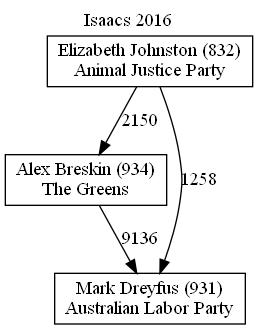 Isaacs 2016
Elizabeth Johnston (832)
Animal Justice Party
2150
Alex Breskin (934)
The Greens
1258
9136
Mark Dreyfus (931)
Australian Labor Party